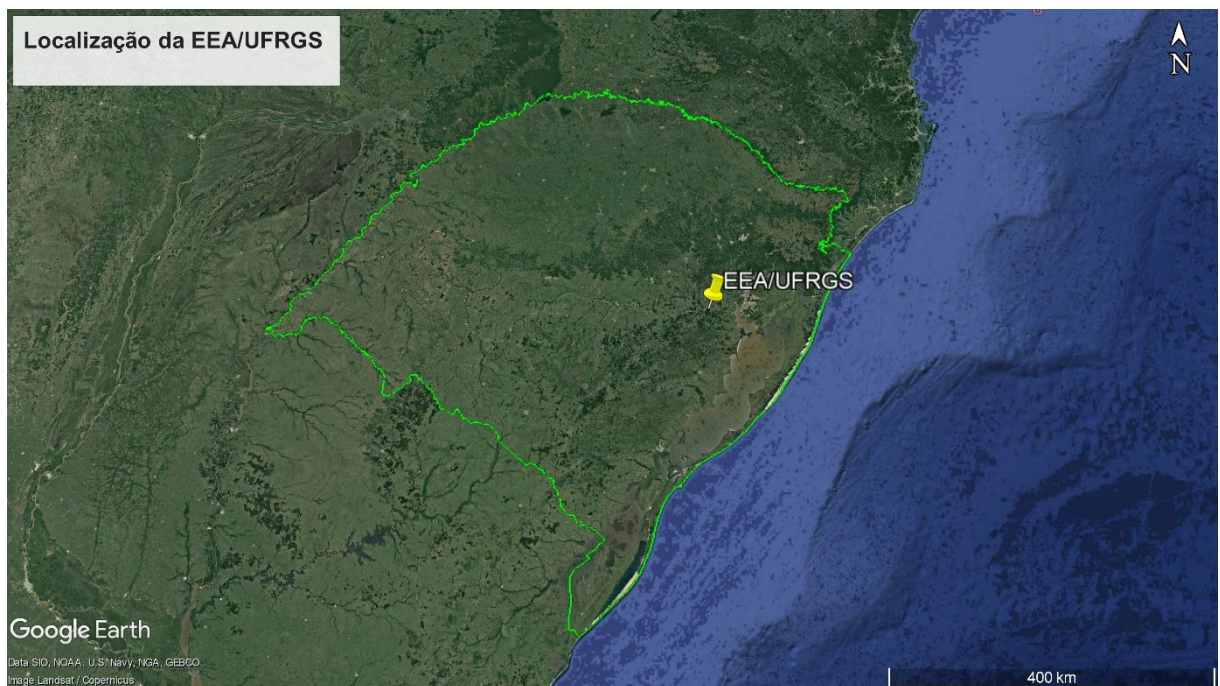 Localização da EEA/UFRGS
N
EEA/UFRGS
Google Earth
Data SIO, NOAA, U.S. Navy, NGA, GEBCO
Image Landsat / Copernicus
400 km